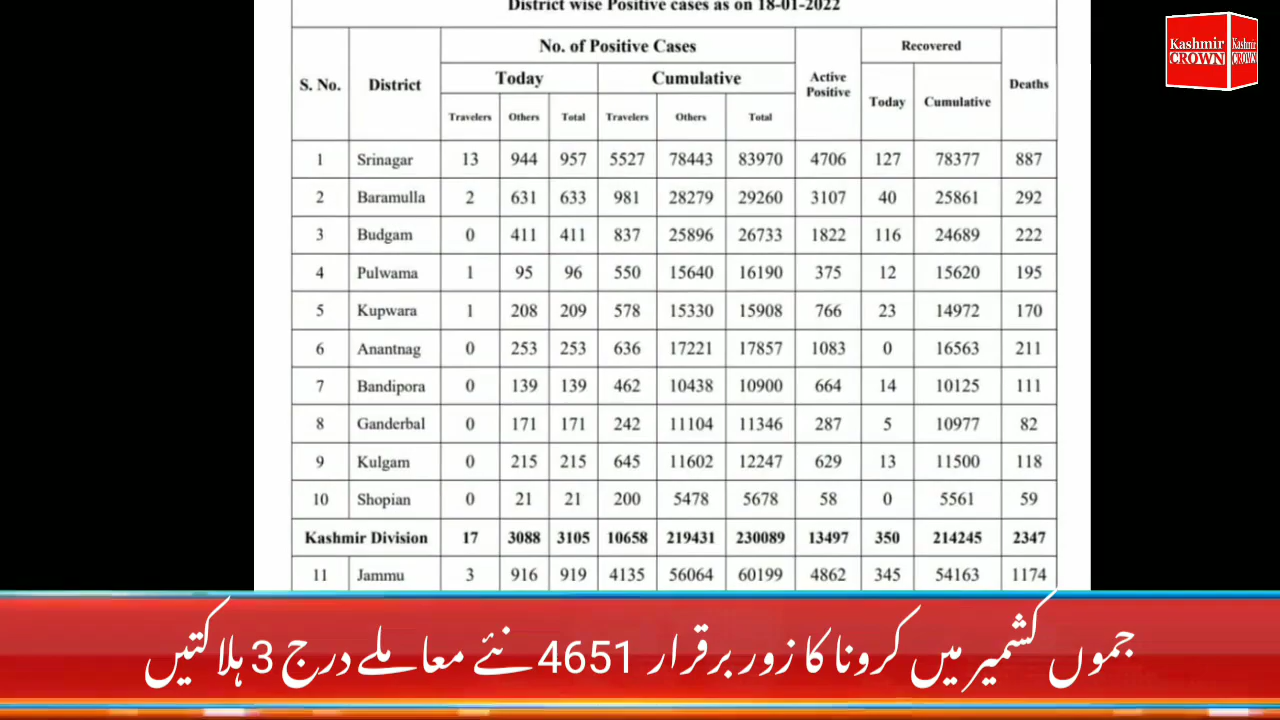 District wise Positive cases as on 18-01-2022
Kashmir CROWN Kashmir CROWN
S. No. District No. of Positive Cases Active Positive Recovered Deaths
Today Cumulative Today Cumulative
Travelers Others Total Travelers Others Total
1 Srinagar 13 944 957 5527 78443 83970 4706 127 78377 887
2 Baramulla 2 631 633 981 28279 29260 3107 40 25861 292
3 Budgam 0 411 411 837 25896 26733 1822 116 24689 222
4 Pulwama 1 95 96 550 15640 16190 375 12 15620 195
5 Kupwara 1 208 209 578 15330 15908 766 23 14972 170
6 Anantnag 0 253 253 636 17221 17857 1083 0 16563 211
7 Bandipora 0 139 139 462 10438 10900 664 14 10125 111
8 Ganderbal 0 171 171 242 11104 11346 287 5 10977 82
9 Kulgam 0 215 215 645 11602 12247 629 13 11500 118
10 Shopian 0 21 21 200 5478 5678 58 0 5561 59
Kashmir Division 17 3088 3105 10658 219431 230089 13497 350 214245 2347
11 Jammu 3 916 919 4135 56064 60199 4862 345 54163 1174
جموں کشمیر میں کرونا کا زور برقرار 4651 نئے معاملے درج 3 ہلاکتیں